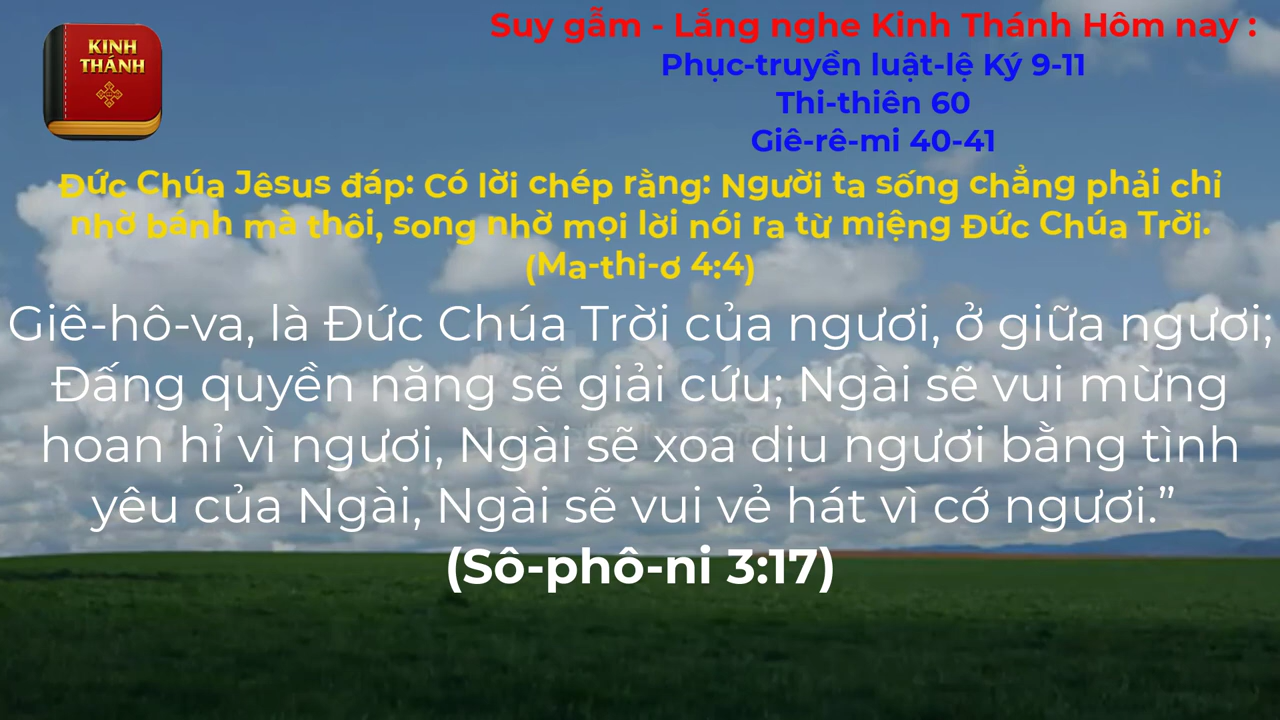 KINH
THÁNH
Suy gẫm - Lắng nghe Kinh Thánh Hôm nay :
Phục-truyền luật-lệ Ký 9-11
Thi-thiên 60
Giê-rê-mi 40-41
Đức Chúa Jêsus đáp: Có lời chép rằng: Người ta sống chẳng phải chỉ
nhờ bánh mà thôi, song nhờ mọi lời nói ra từ miệng Đức Chúa Trời.
(Ma-thi-ơ 4:4)
Giê-hô-va, là Đức Chúa Trời của ngươi, ở giữa ngươi;
Đấng quyền năng sẽ giải cứu; Ngài sẽ vui mừng
hoan hỉ vì ngươi, Ngài sẽ xoa dịu ngươi bằng tình
yêu của Ngài, Ngài sẽ vui vẻ hát vì cớ ngươi.”
(Sô-phô-ni 3:17)